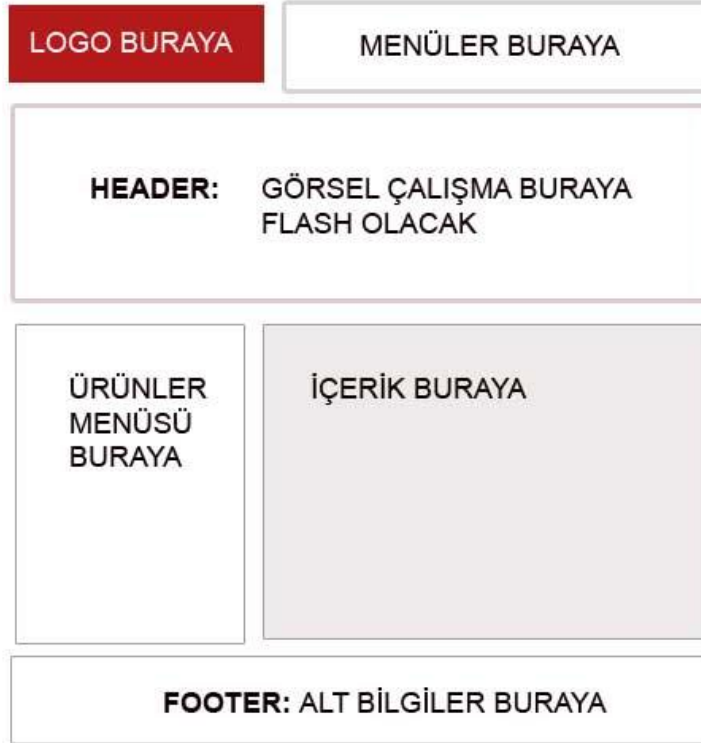 LOGO BURAYA
MENÜLER BURAYA
HEADER: GÖRSEL ÇALIŞMA BURAYA
FLASH OLACAK
ÜRÜNLER
MENÜSÜ
BURAYA
İÇERİK BURAYA
FOOTER: ALT BİLGİLER BURAYA